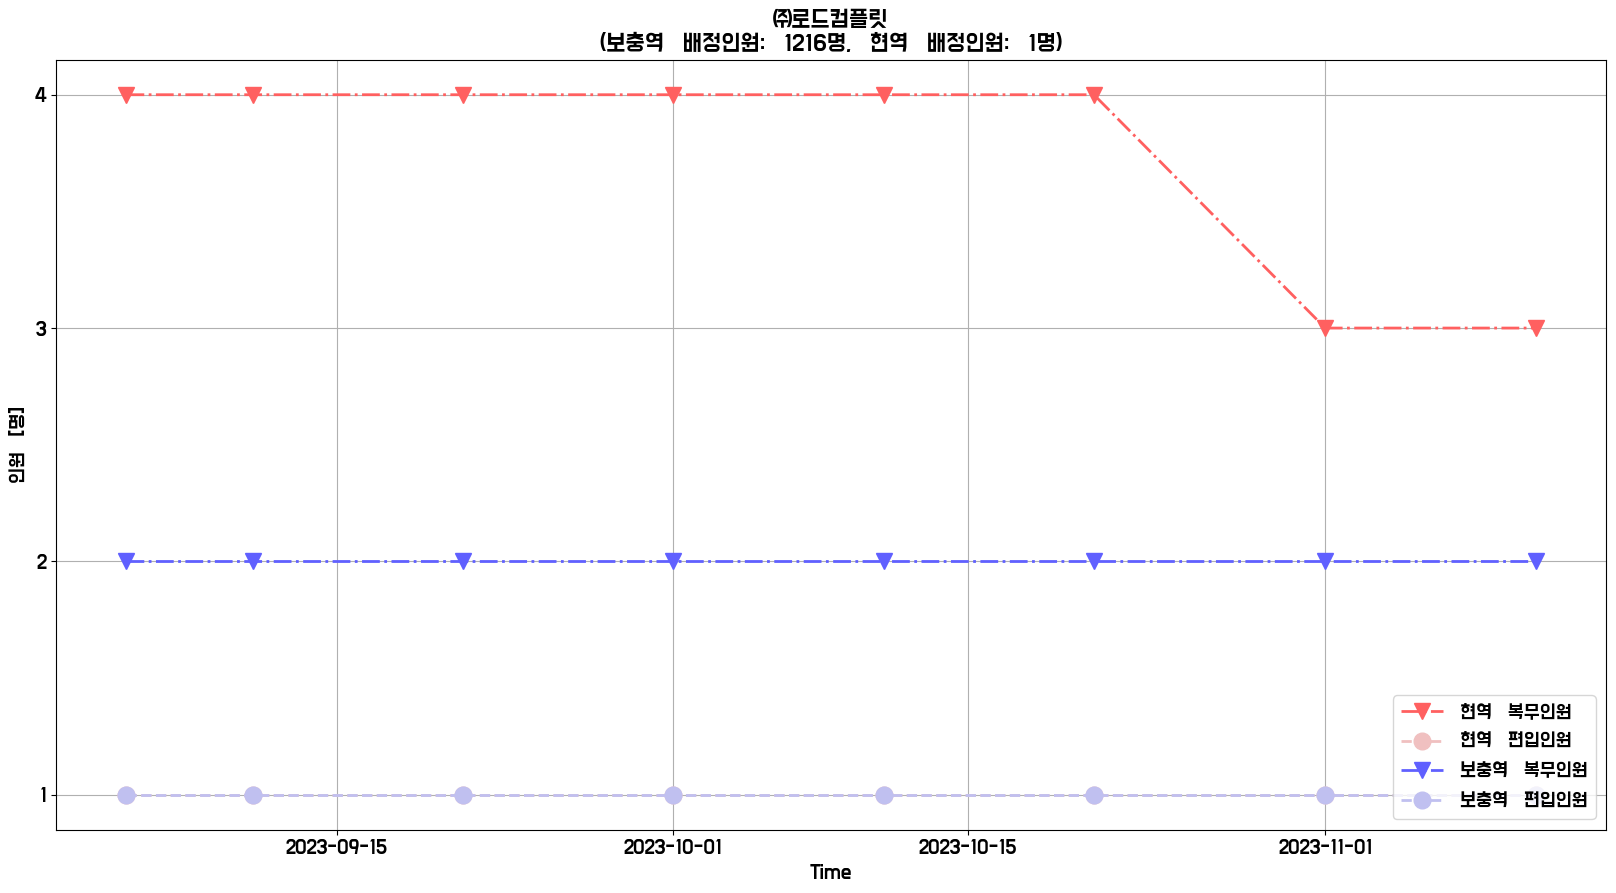 ㈜로드컴플릿
(보충역 배정인원: 1216명, 현역 배정인원: 1명)
4
3
2
1
인원 [명]
현역 복무인원
현역 편입인원
보충역 복무인원
보충역 편입인원
2023-09-15
2023-10-01
2023-10-15
2023-11-01
Time